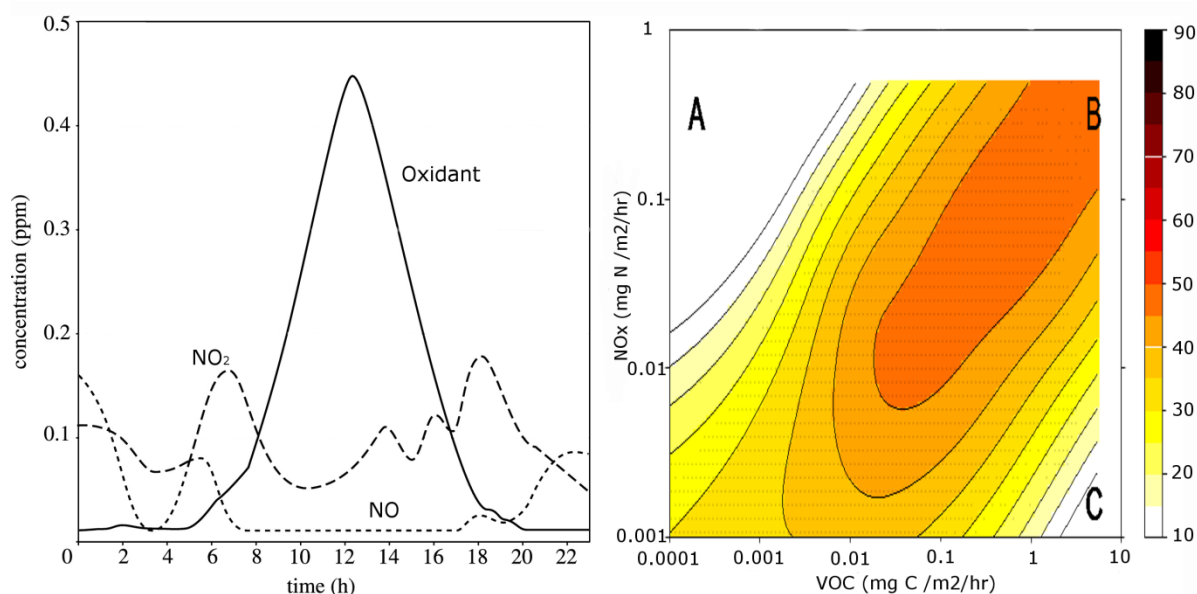 0.5
0.4
0.3
0.2
0.1
concentration (ppm)
Oxidant
NO₂
NO
0 2 4 6 8 10 12 14 16 18 20 22
time (h)
1
0.1
0.01
0.001
NOx (mg N /m2/hr)
A
B
C
0.0001 0.001 0.01 0.1 1 10
VOC (mg C /m2/hr)
90
80
70
60
50
40
30
20
10